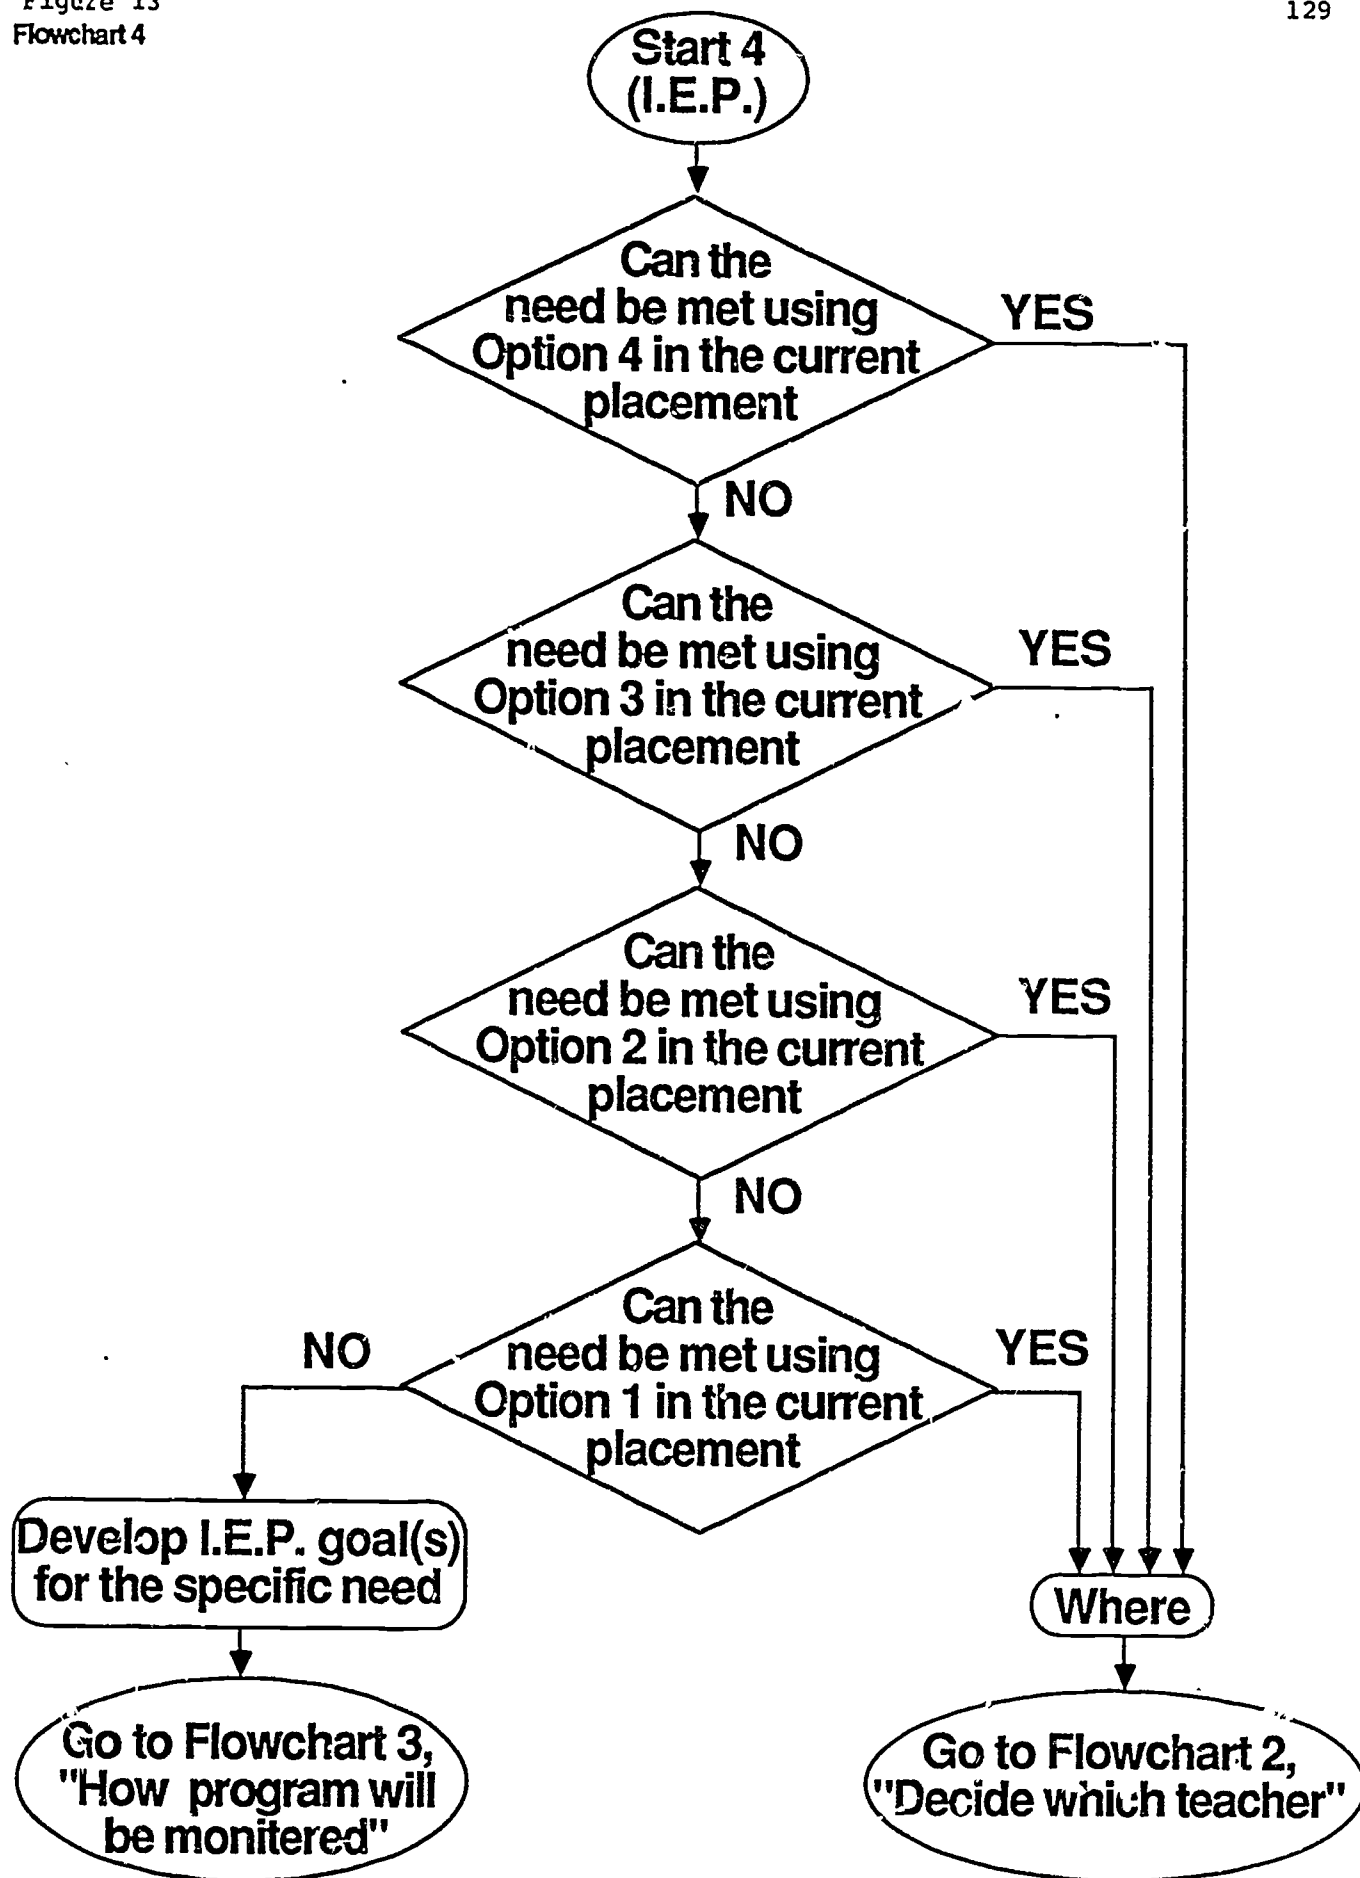 Figure 13
Flowchart 4
129
Start 4
(I.E.P.)
Can the
need be met using
Option 4 in the current
placement
YES
NO
Can the
need be met using
Option 3 in the current
placement
YES
NO
Can the
need be met using
Option 2 in the current
placement
YES
NO
Can the
need be met using
Option 1 in the current
placement
NO
YES
Develop I.E.P. goal(s)
for the specific need
Where
Go to Flowchart 3,
"How program will
be monitered"
Go to Flowchart 2,
"Decide which teacher"